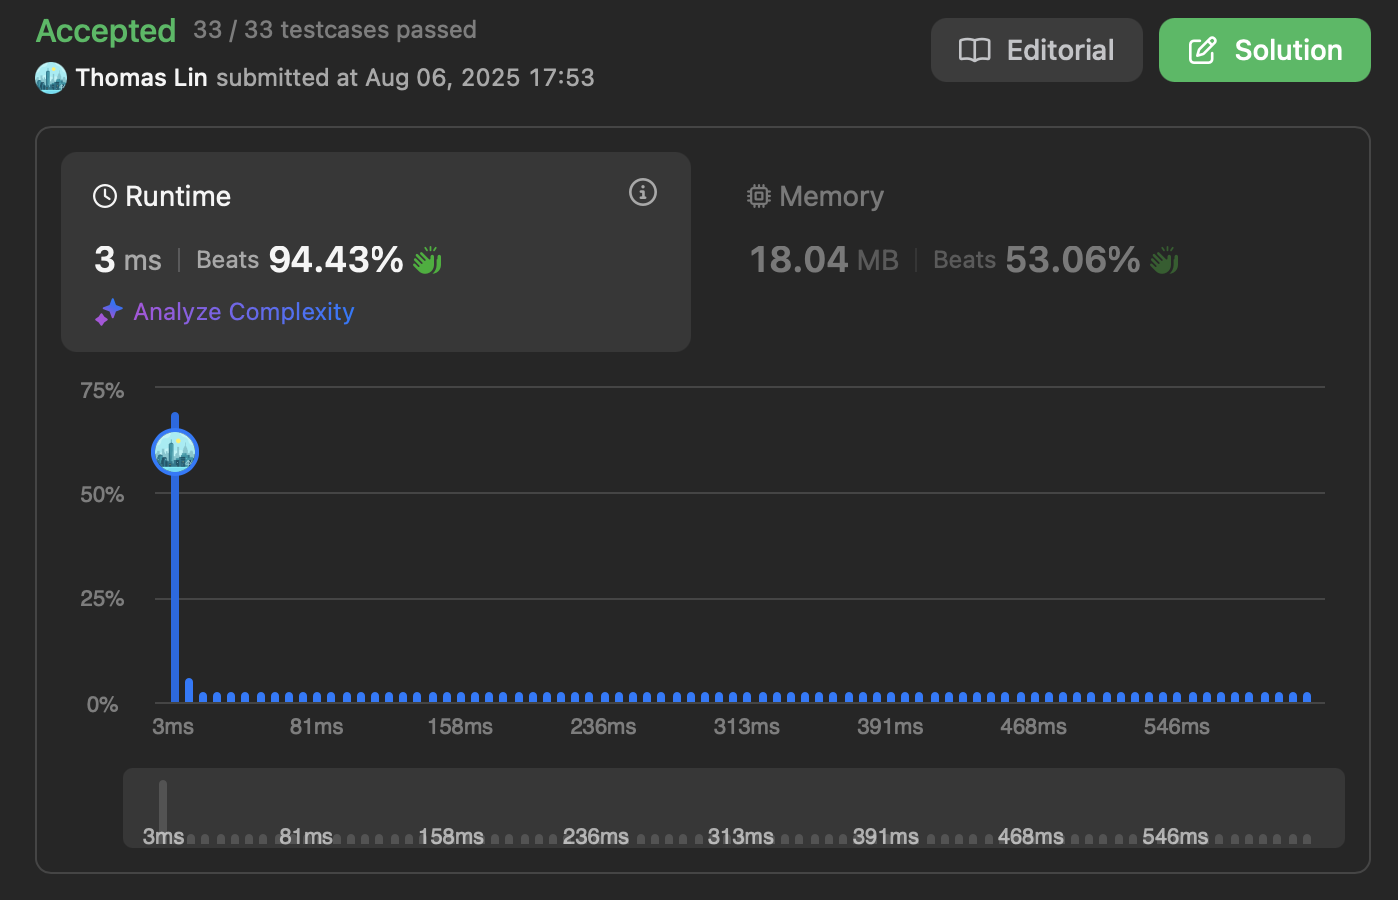 Accepted 33 / 33 testcases passed
Editorial
Solution
Thomas Lin submitted at Aug 06, 2025 17:53
Runtime
3 ms | Beats 94.43%
Analyze Complexity
Memory
18.04 MB | Beats 53.06%
75%
50%
25%
0%
3ms 81ms 158ms 236ms 313ms 391ms 468ms 546ms
3ms 81ms 158ms 236ms 313ms 391ms 468ms 546ms